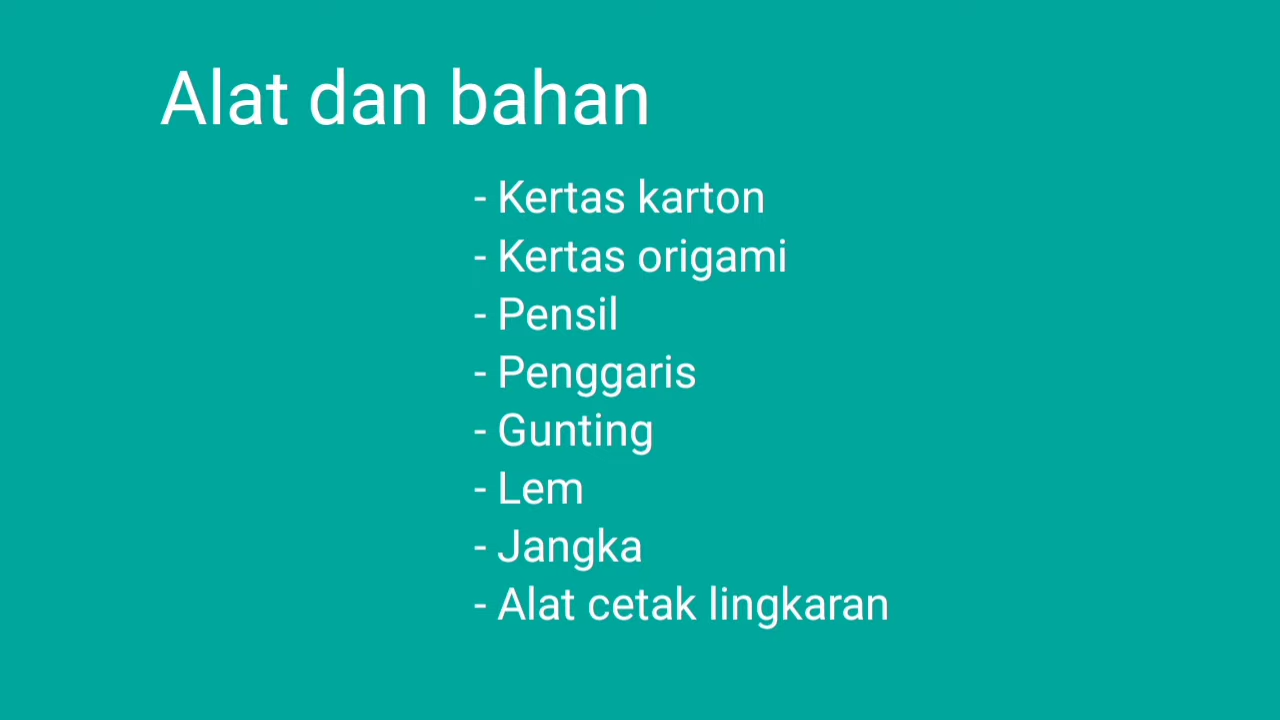 Alat dan bahan
- Kertas karton
- Kertas origami
- Pensil
- Penggaris
- Gunting
- Lem
- Jangka
- Alat cetak lingkaran